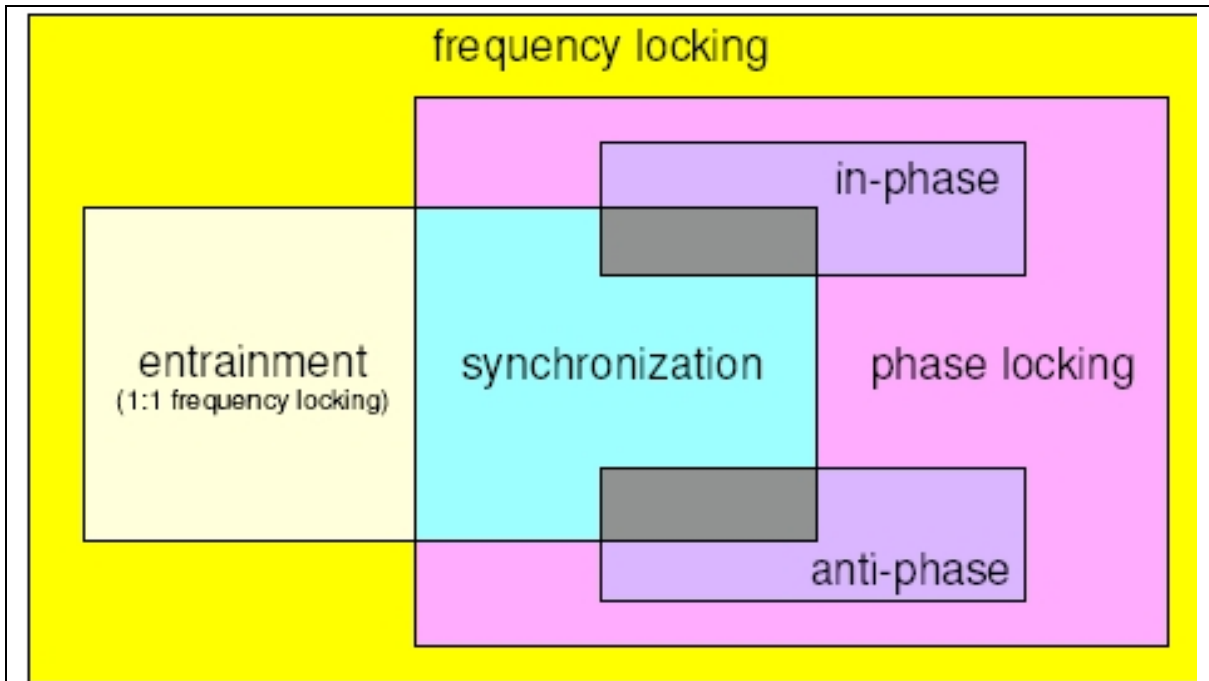 frequency locking
in-phase
entrainment
(1:1 frequency locking)
synchronization
phase locking
anti-phase